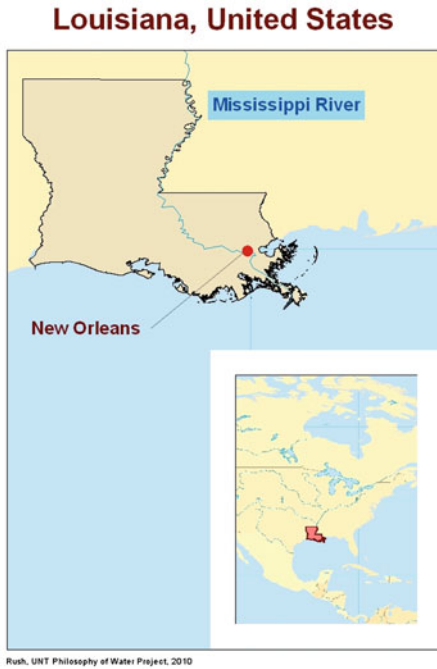 Louisiana, United States
Mississippi River
New Orleans
Rush, UNT Philosophy of Water Project, 2010